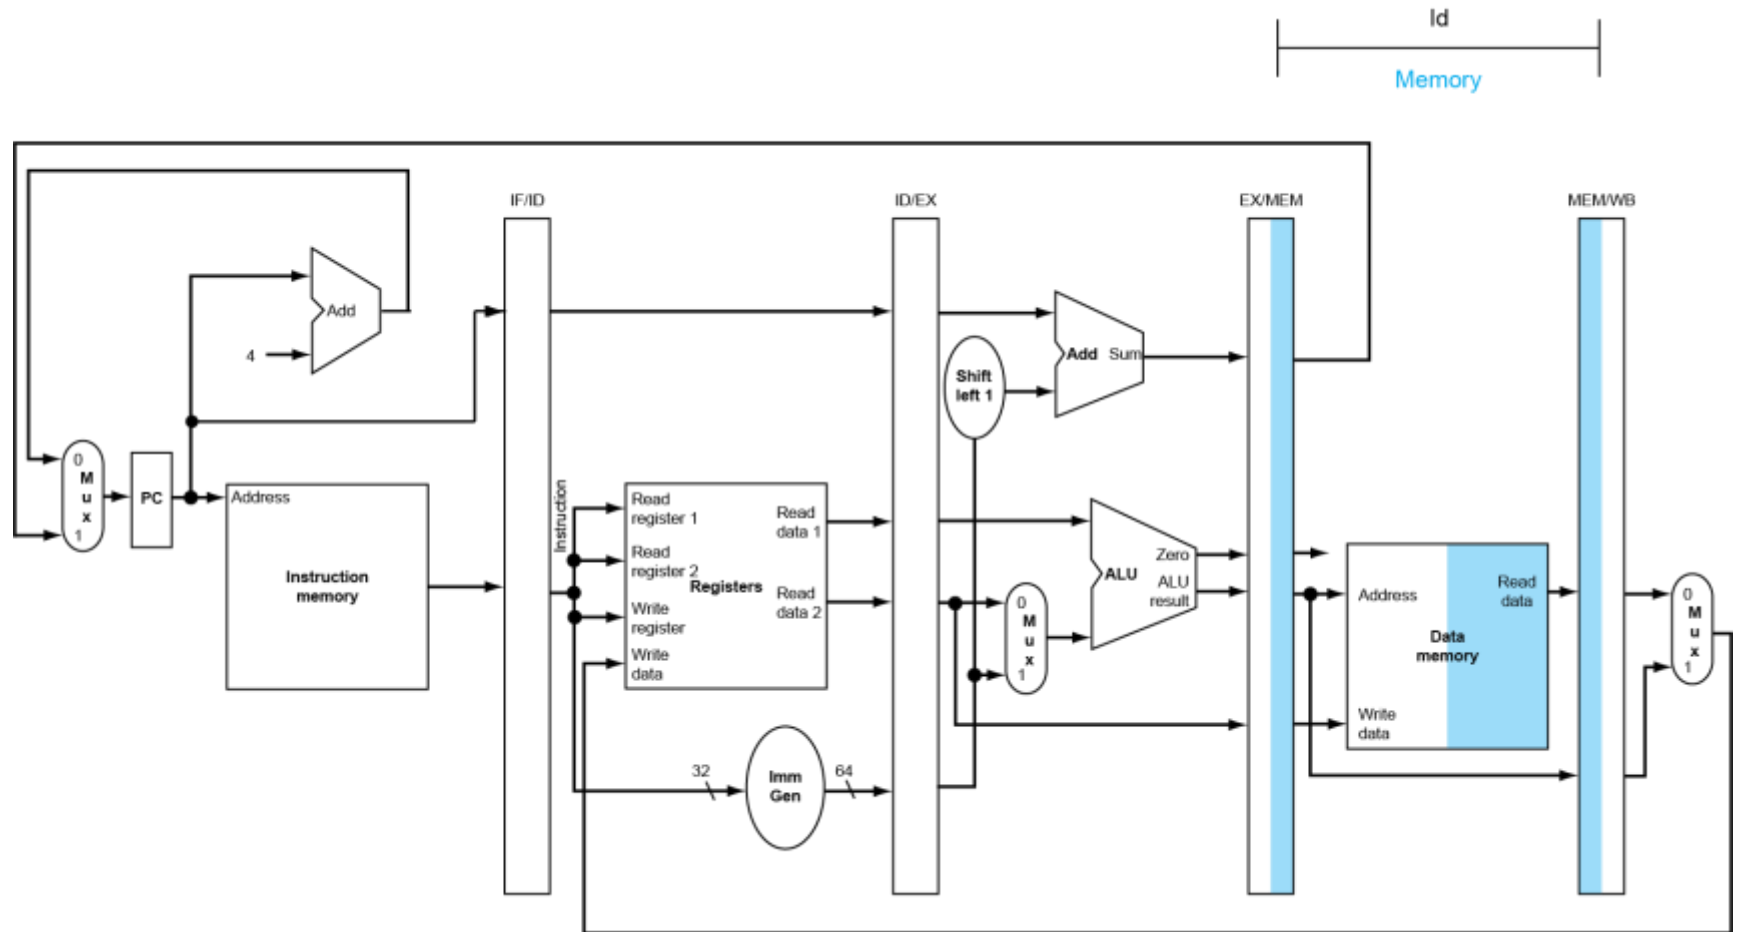 ld
Memory
IF/ID
ID/EX
EX/MEM
MEM/WB
Add
4
Add Sum
Shift
left 1
0
M
u
x
1
PC
Address
Instruction
memory
Instruction
Read
register 1
Read
register 2
Write
register
Write
data
Registers
Read
data 1
Read
data 2
0
M
u
x
1
ALU
Zero
ALU
result
Address
Write
data
Data
memory
Read
data
0
M
u
x
1
32
Imm
Gen
64